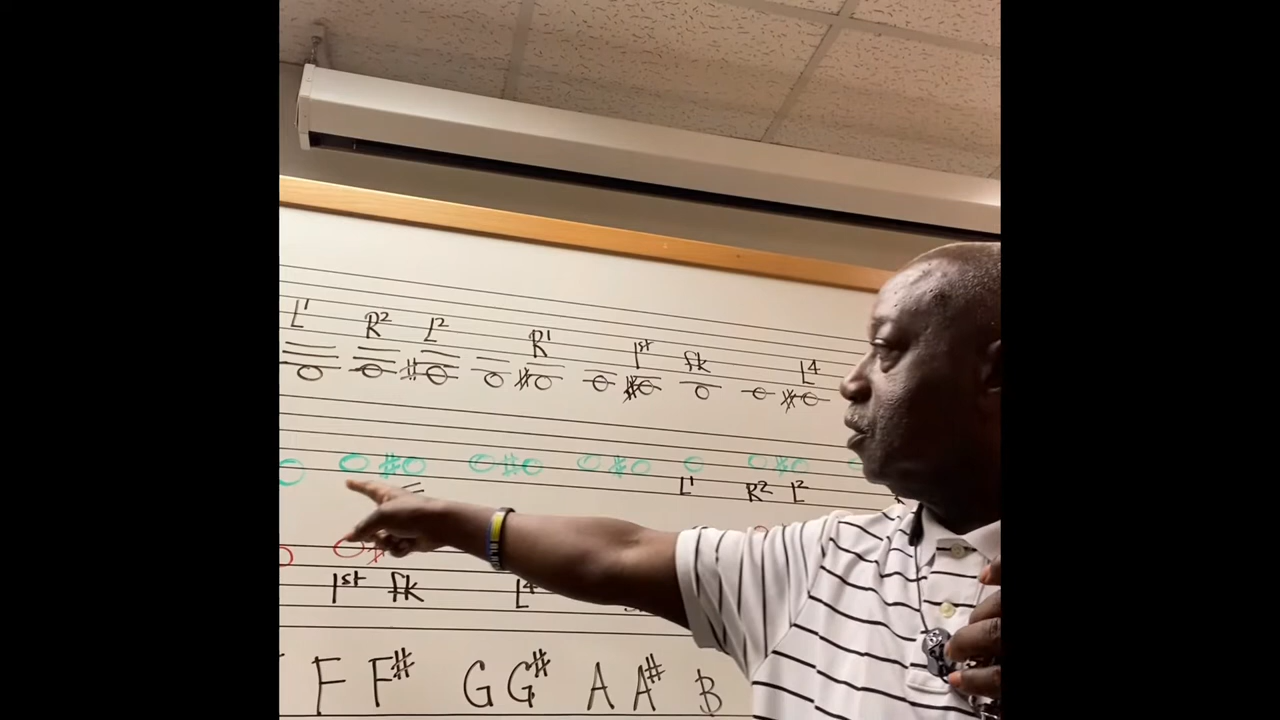 L¹ R² L² R¹ 1st fk L⁴
# # # #
# # # #
L¹ R² L²
#
1st fk L⁴
F F# G G# A A# B